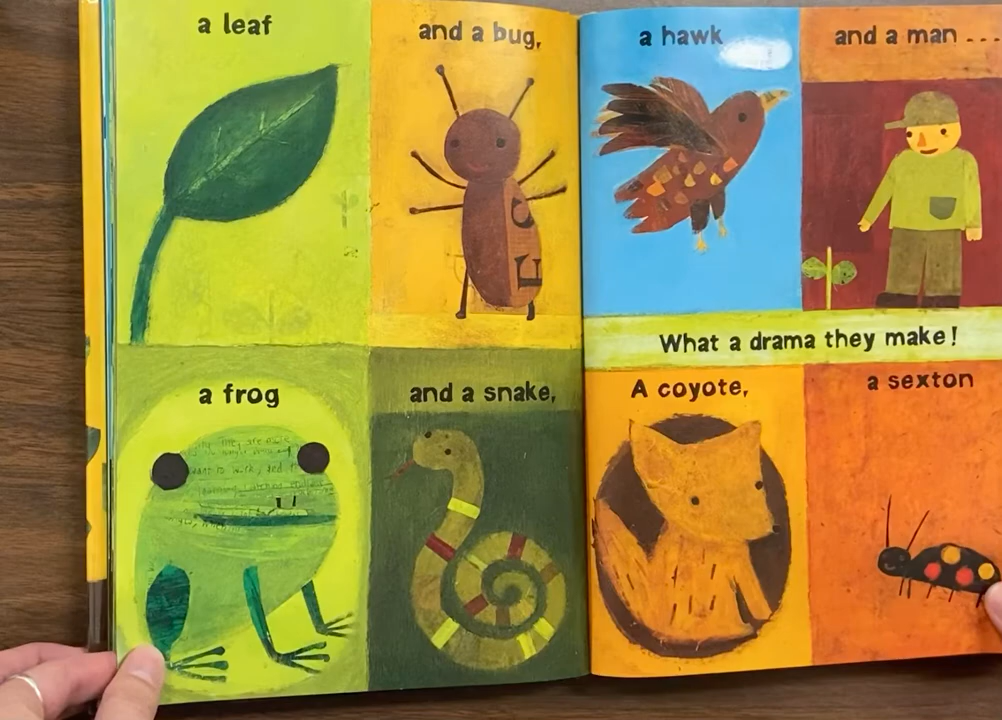 a leaf
and a bug,
a frog
and a snake,
a hawk
and a man ...
What a drama they make!
A coyote,
a sexton